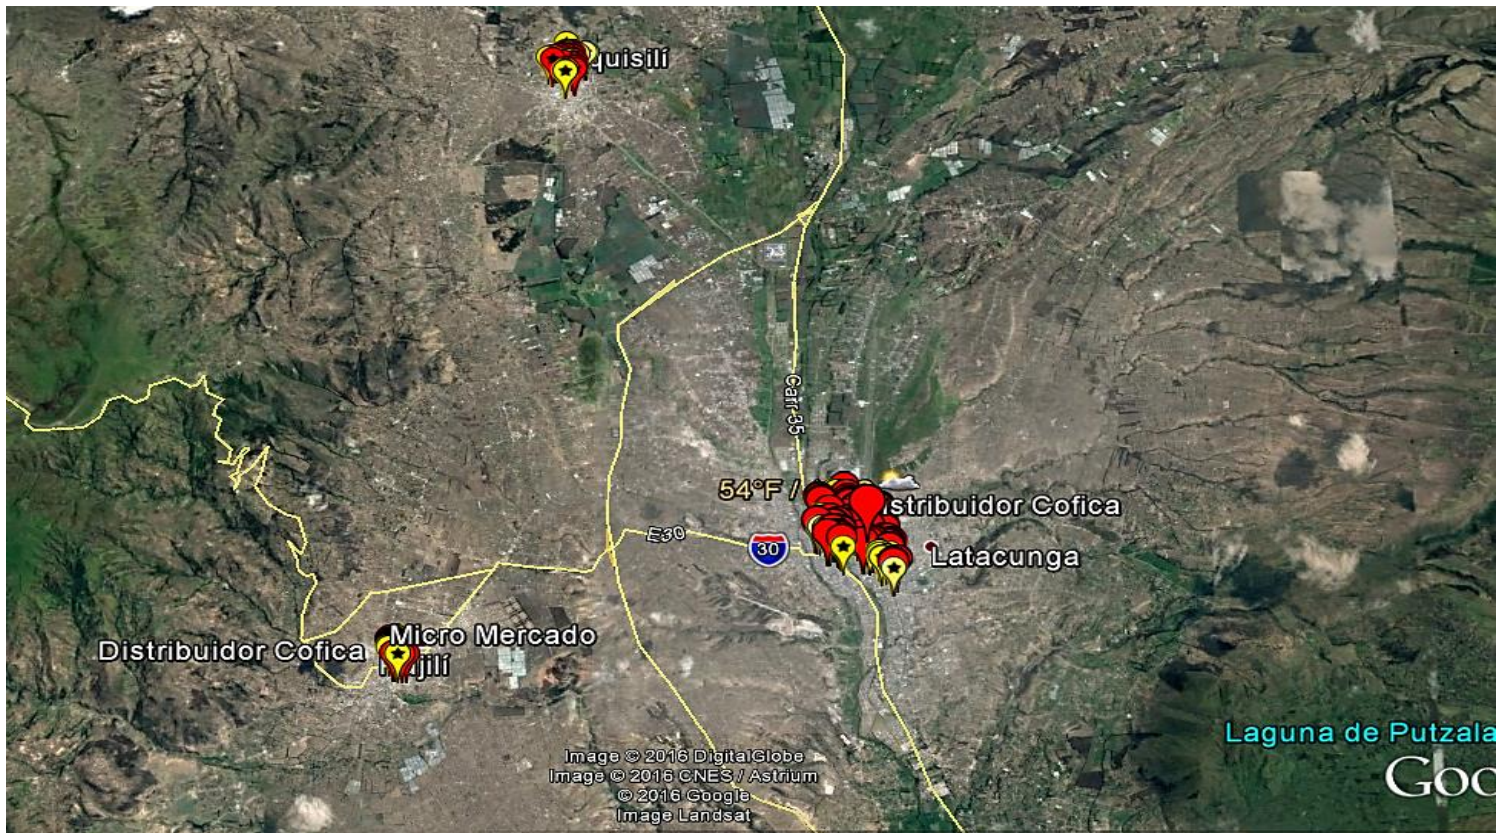 quisilí
Carr 35
54°F /
istribuidor Cofica
E30
30
Latacunga
Micro Mercado
Distribuidor Cofica
jilí
Laguna de Putzala
Image © 2016 DigitalGlobe
Image © 2016 CNES / Astrium
© 2016 Google
Image Landsat
Goo